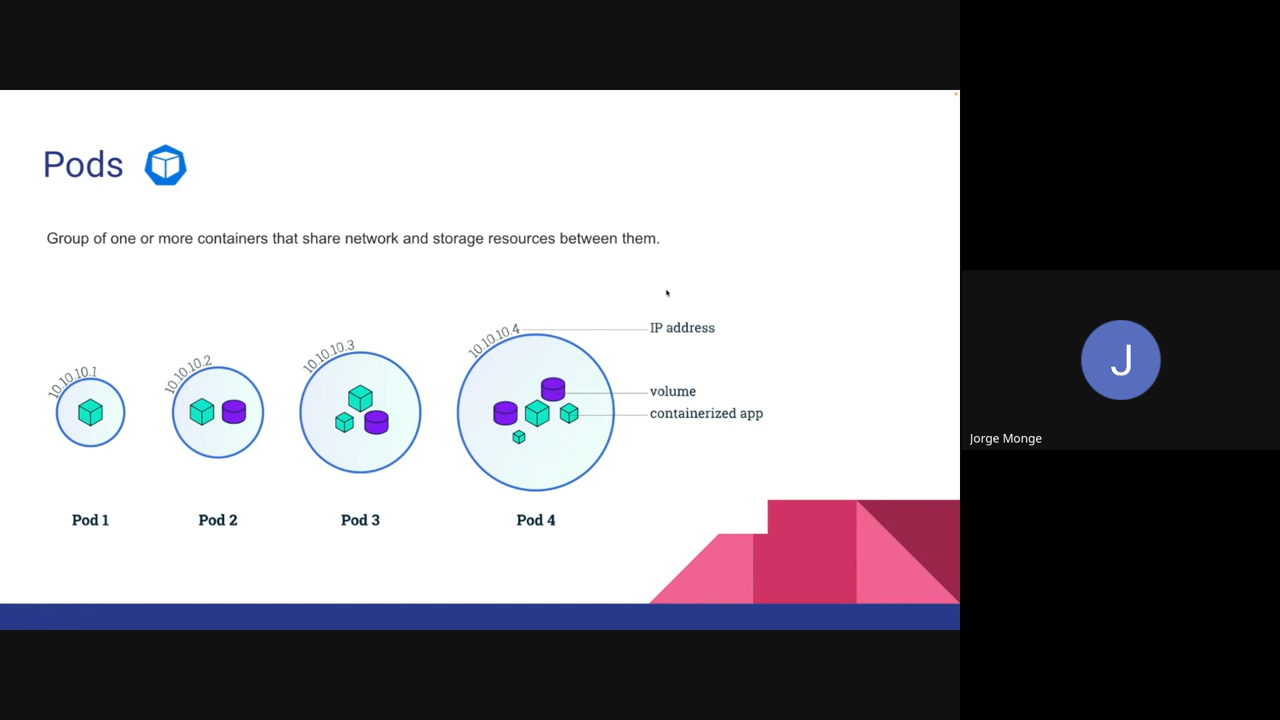 Pods
Group of one or more containers that share network and storage resources between them.
10.10.10.1
10.10.10.2
10.10.10.3
10.10.10.4
IP address
volume
containerized app
Pod 1
Pod 2
Pod 3
Pod 4
J
Jorge Monge